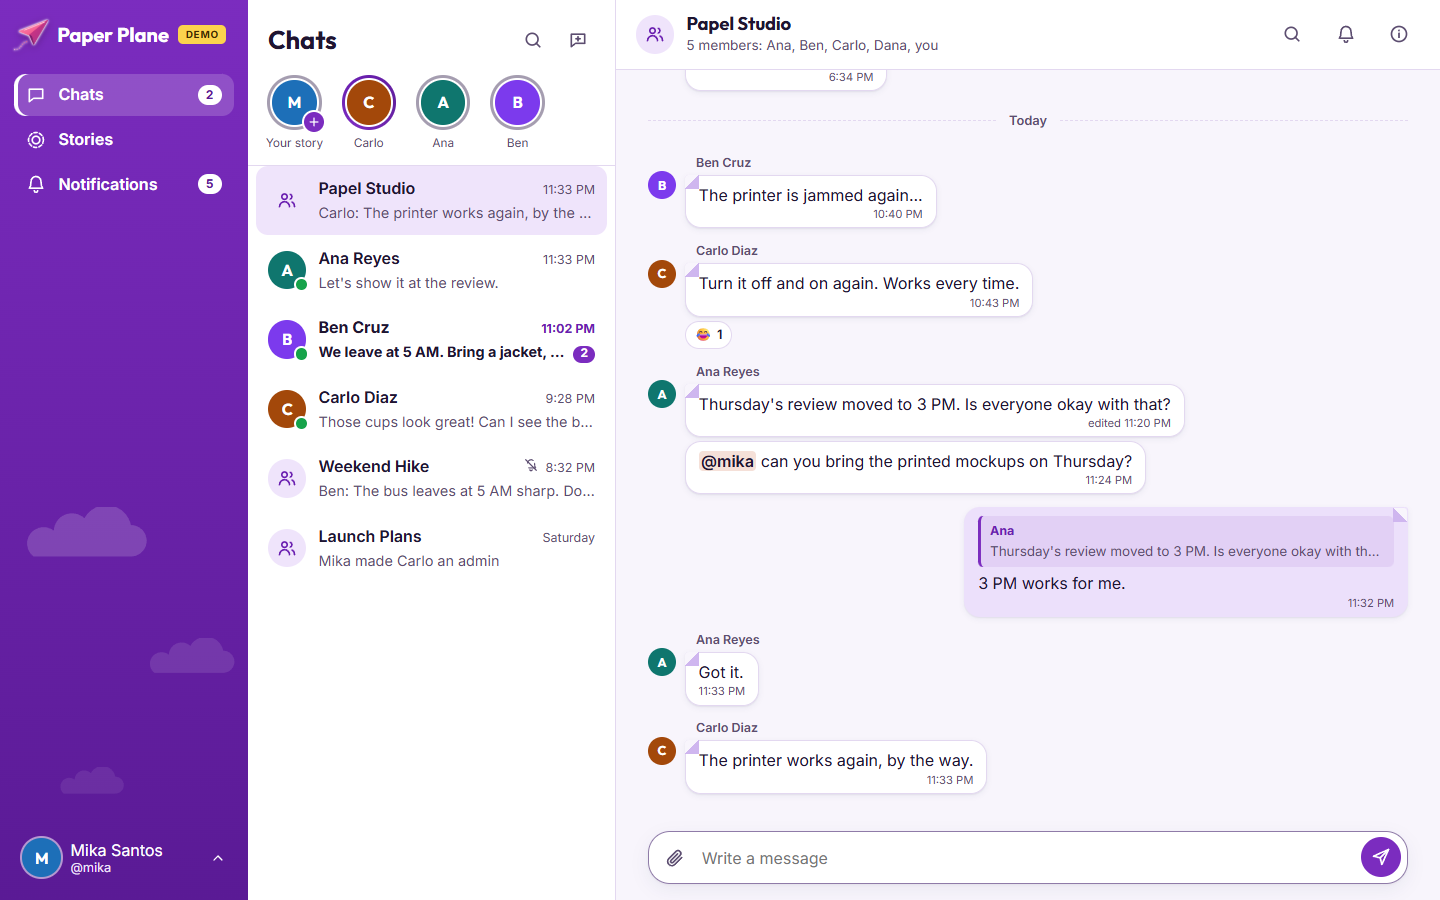 Paper Plane DEMO
Chats 2
Stories
Notifications 5
M Mika Santos
@mika
Chats
M C A B
Your story Carlo Ana Ben
Papel Studio 11:33 PM
Carlo: The printer works again, by the ...
A Ana Reyes 11:33 PM
Let's show it at the review.
B Ben Cruz 11:02 PM
We leave at 5 AM. Bring a jacket, ... 2
C Carlo Diaz 9:28 PM
Those cups look great! Can I see the b...
Weekend Hike 8:32 PM
Ben: The bus leaves at 5 AM sharp. Do...
Launch Plans Saturday
Mika made Carlo an admin
Papel Studio
5 members: Ana, Ben, Carlo, Dana, you
6:34 PM
Today
Ben Cruz
B The printer is jammed again...
10:40 PM
Carlo Diaz
C Turn it off and on again. Works every time.
10:43 PM
😂 1
Ana Reyes
A Thursday's review moved to 3 PM. Is everyone okay with that?
edited 11:20 PM
@mika can you bring the printed mockups on Thursday?
11:24 PM
Ana
Thursday's review moved to 3 PM. Is everyone okay with th...
3 PM works for me.
11:32 PM
Ana Reyes
A Got it.
11:33 PM
Carlo Diaz
C The printer works again, by the way.
11:33 PM
Write a message